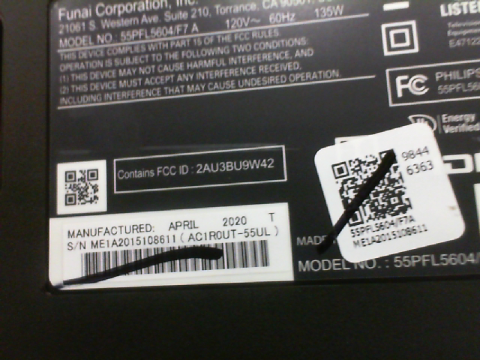 Funai Corporation, Inc.
21061 S. Western Ave. Suite 210, Torrance, CA 90501,
MODEL NO.: 55PFL5604/F7 A 120V~ 60Hz 135W
THIS DEVICE COMPLIES WITH PART 15 OF THE FCC RULES.
OPERATION IS SUBJECT TO THE FOLLOWING TWO CONDITIONS:
(1) THIS DEVICE MAY NOT CAUSE HARMFUL INTERFERENCE, AND
(2) THIS DEVICE MUST ACCEPT ANY INTERFERENCE RECEIVED,
INCLUDING INTERFERENCE THAT MAY CAUSE UNDESIRED OPERATION.
LISTE
E47122
FC PHILIPS
55PFL5604
Energy
Verified
Contains FCC ID : 2AU3BU9W42
9844
6363
55PFL5604/F7A
ME1A2015108611
MANUFACTURED: APRIL 2020 T
S/N ME1A2015108611 (AC1R0UT-55UL)
MADE
MODEL NO. : 55PFL5604/